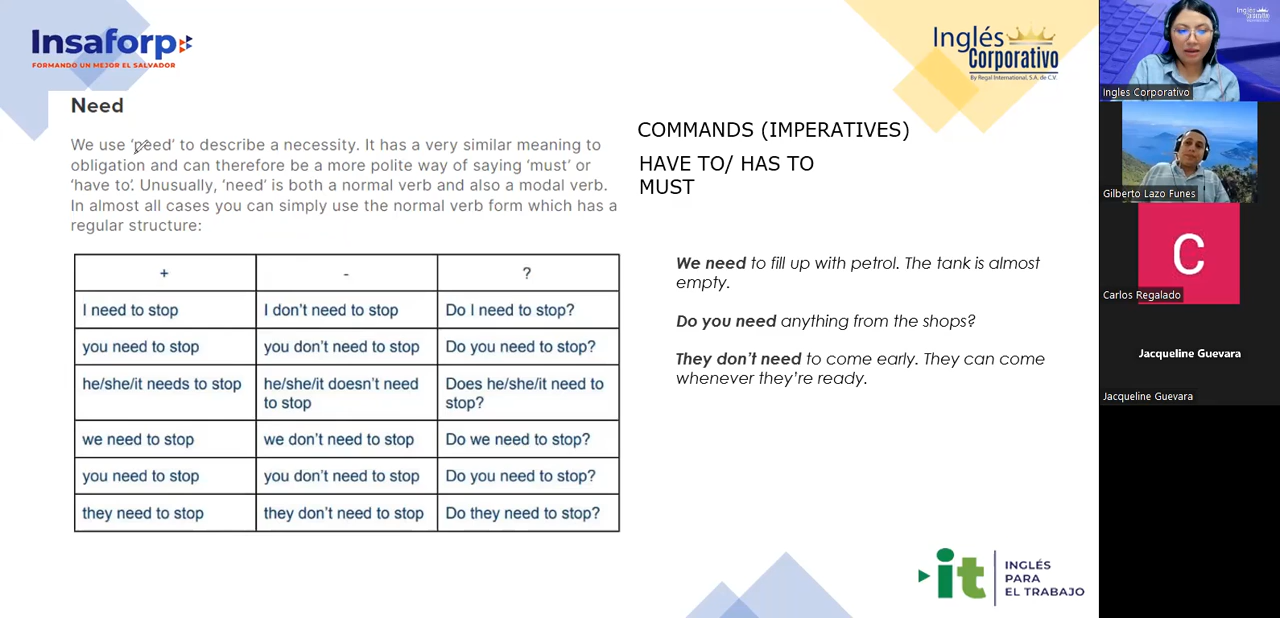 Insaforp
FORMANDO UN MEJOR EL SALVADOR
Inglés
Corporativo
By Regal International, S.A. de C.V.
Need
We use ‘need’ to describe a necessity. It has a very similar meaning to
obligation and can therefore be a more polite way of saying ‘must’ or
‘have to’. Unusually, ‘need’ is both a normal verb and also a modal verb.
In almost all cases you can simply use the normal verb form which has a
regular structure:
+ - ?
I need to stop I don’t need to stop Do I need to stop?
you need to stop you don’t need to stop Do you need to stop?
he/she/it needs to stop he/she/it doesn’t need Does he/she/it need to
to stop stop?
we need to stop we don’t need to stop Do we need to stop?
you need to stop you don’t need to stop Do you need to stop?
they need to stop they don’t need to stop Do they need to stop?
COMMANDS (IMPERATIVES)
HAVE TO/ HAS TO
MUST
We need to fill up with petrol. The tank is almost
empty.
Do you need anything from the shops?
They don’t need to come early. They can come
whenever they’re ready.
it
INGLÉS
PARA
EL TRABAJO
Ingles Corporativo
Gilberto Lazo Funes
C
Carlos Regalado
Jacqueline Guevara
Jacqueline Guevara